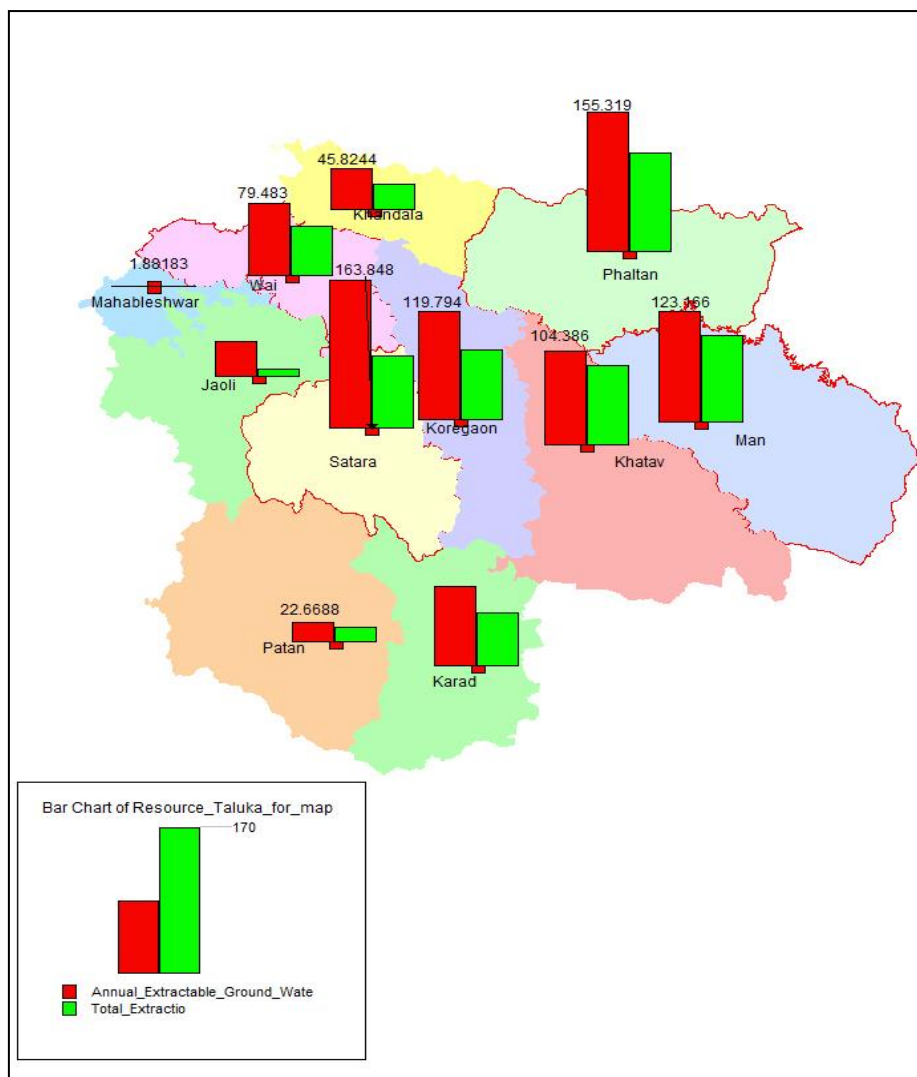 155.319
45.8244
Khandala
79.483
Wai
1.88183
Mahableshwar
163.848
119.794
Phaltan
104.386
123.166
Jaoli
Koregaon
Man
Satara
Khatav
22.6688
Patan
Karad
Bar Chart of Resource_Taluka_for_map
170
Annual_Extractable_Ground_Wate
Total_Extractio